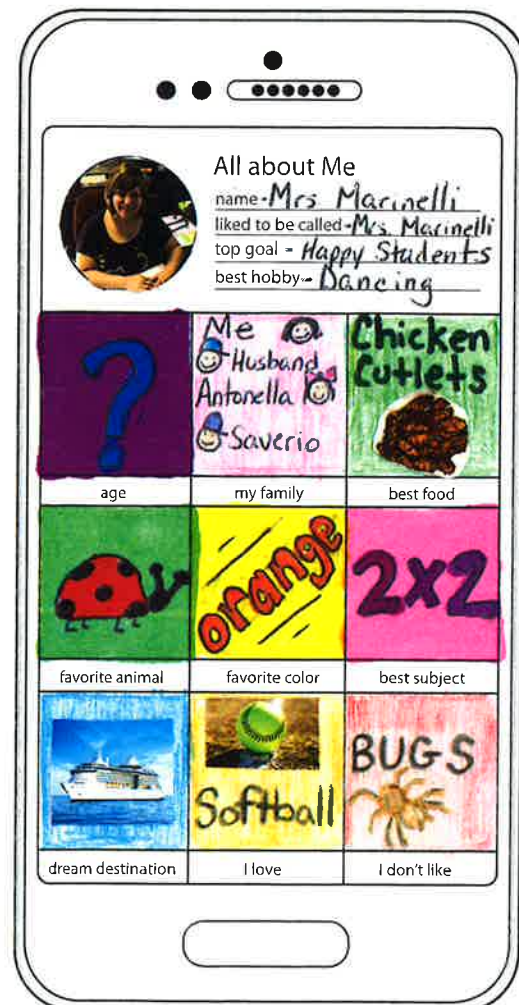 All about Me
name - Mrs Marinelli
liked to be called - Mrs. Marinelli
top goal - Happy Students
best hobby - Dancing
?
Me
- Husband
Antonella
- Saverio
Chicken
Cutlets
age
my family
best food
orange
2x2
favorite animal
favorite color
best subject
Softball
BUGS
dream destination
I love
I don't like